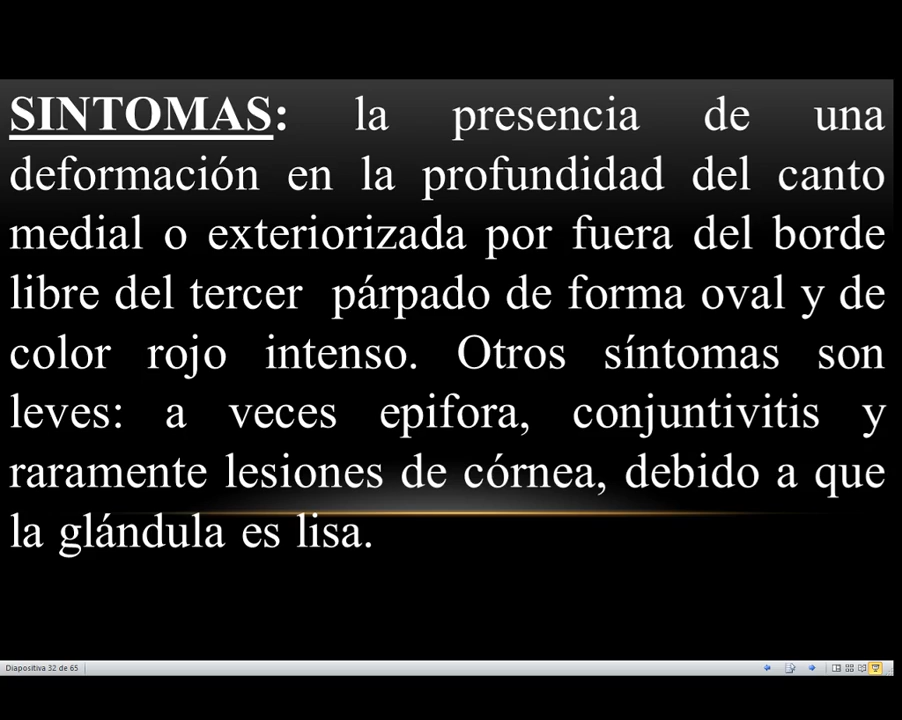 SINTOMAS: la presencia de una
deformación en la profundidad del canto
medial o exteriorizada por fuera del borde
libre del tercer párpado de forma oval y de
color rojo intenso. Otros síntomas son
leves: a veces epifora, conjuntivitis y
raramente lesiones de córnea, debido a que
la glándula es lisa.
Diapositiva 32 de 65